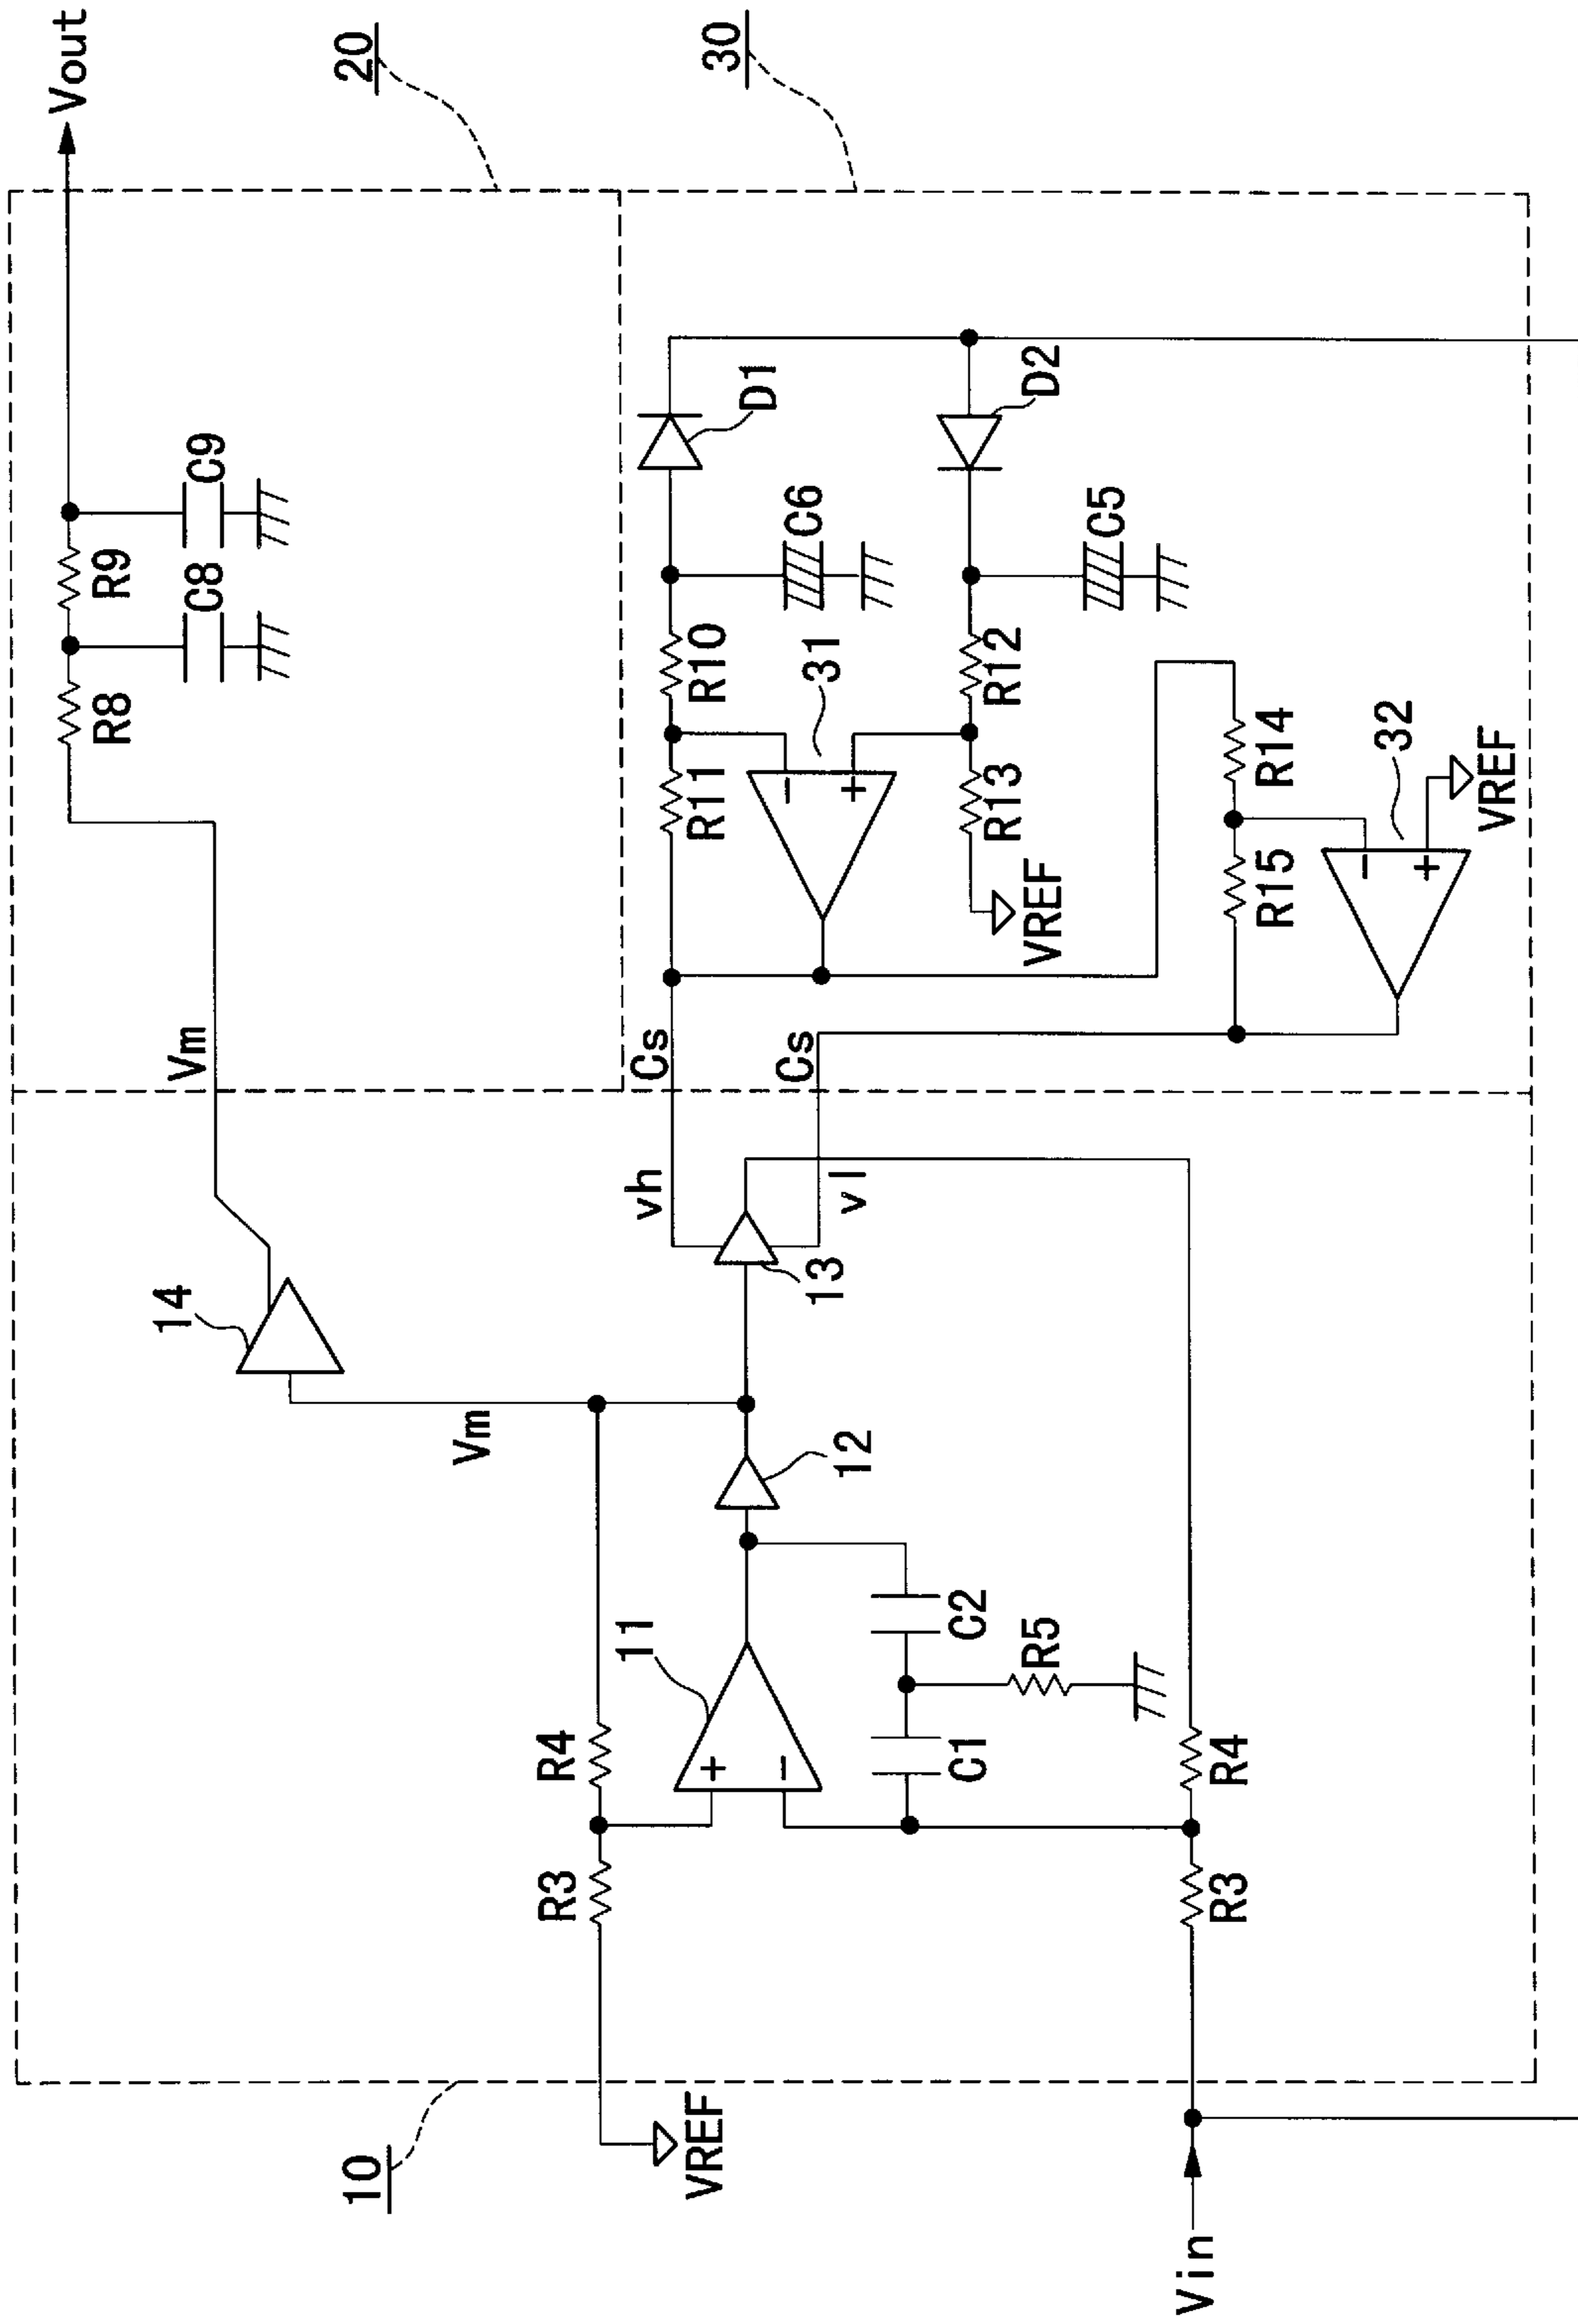 Vout
20
30
R8
R9
C8
C9
Vm
14
Vm
Cs
Cs
vh
vl
13
12
11
+
-
R4
R3
C1
C2
R5
R4
R3
10
VREF
Vin
D1
D2
C6
C5
R10
R11
31
-
+
R12
R13
VREF
R14
R15
32
-
+
VREF